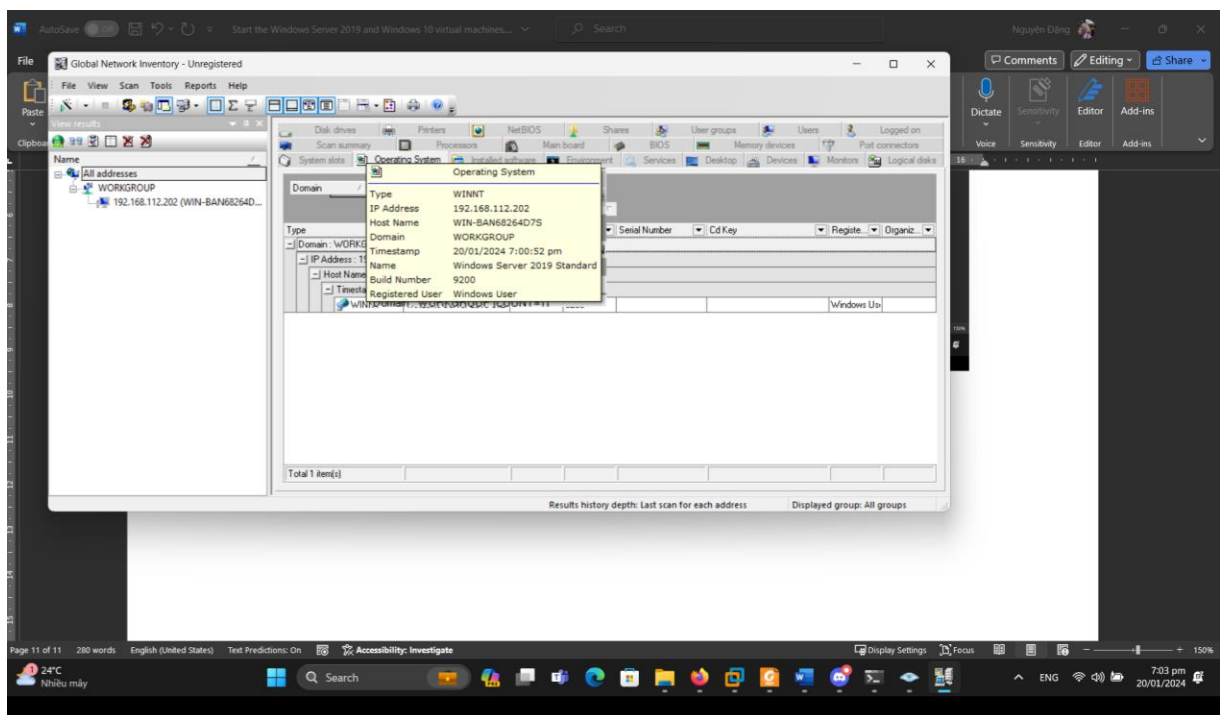 AutoSave Off Start the Windows Server 2019 and Windows 10 virtual machines... Search Nguyên Đăng
File Comments Editing Share
Global Network Inventory - Unregistered
File View Scan Tools Reports Help
Paste
Clipboa
Dictate Sensitivity Editor Add-ins
Voice Sensitivity Editor Add-ins
View results
Name
All addresses
WORKGROUP
192.168.112.202 (WIN-BAN68264D...
Disk drives Printers NetBIOS Shares User groups Users Logged on
Scan summary Processors Main board BIOS Memory devices Port connectors
System slots Operating System Installed software Environment Services Desktop Devices Monitors Logical disks
Domain
Type Serial Number Cd Key Registe... Organiz...
Domain : WORKG
IP Address : 19
Host Name
Timesta
WINN
Windows Us
Operating System
Type WINNT
IP Address 192.168.112.202
Host Name WIN-BAN68264D7S
Domain WORKGROUP
Timestamp 20/01/2024 7:00:52 pm
Name Windows Server 2019 Standard
Build Number 9200
Registered User Windows User
Total 1 item(s)
Results history depth: Last scan for each address Displayed group: All groups
16
150%
Page 11 of 11 280 words English (United States) Text Predictions: On Accessibility: Investigate Display Settings Focus 150%
1
24°C
Nhiều mây
Search
ENG
7:03 pm
20/01/2024